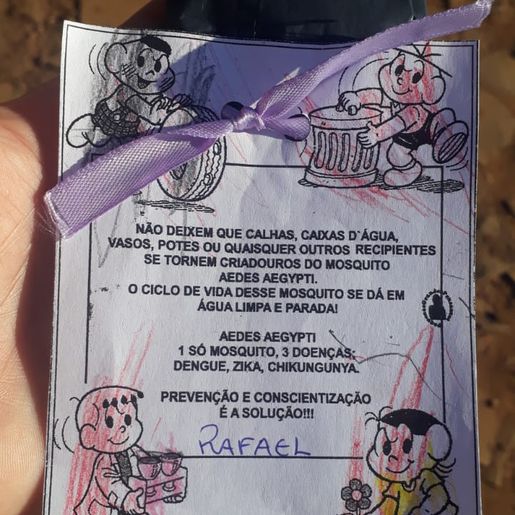 NÃO DEIXEM QUE CALHAS, CAIXAS D`ÁGUA,
VASOS, POTES OU QUAISQUER OUTROS RECIPIENTES
SE TORNEM CRIADOUROS DO MOSQUITO
AEDES AEGYPTI.
O CICLO DE VIDA DESSE MOSQUITO SE DÁ EM
ÁGUA LIMPA E PARADA!
AEDES AEGYPTI
1 SÓ MOSQUITO, 3 DOENÇAS:
DENGUE, ZIKA, CHIKUNGUNYA.
PREVENÇÃO E CONSCIENTIZAÇÃO
É A SOLUÇÃO!!!
RAFAEL